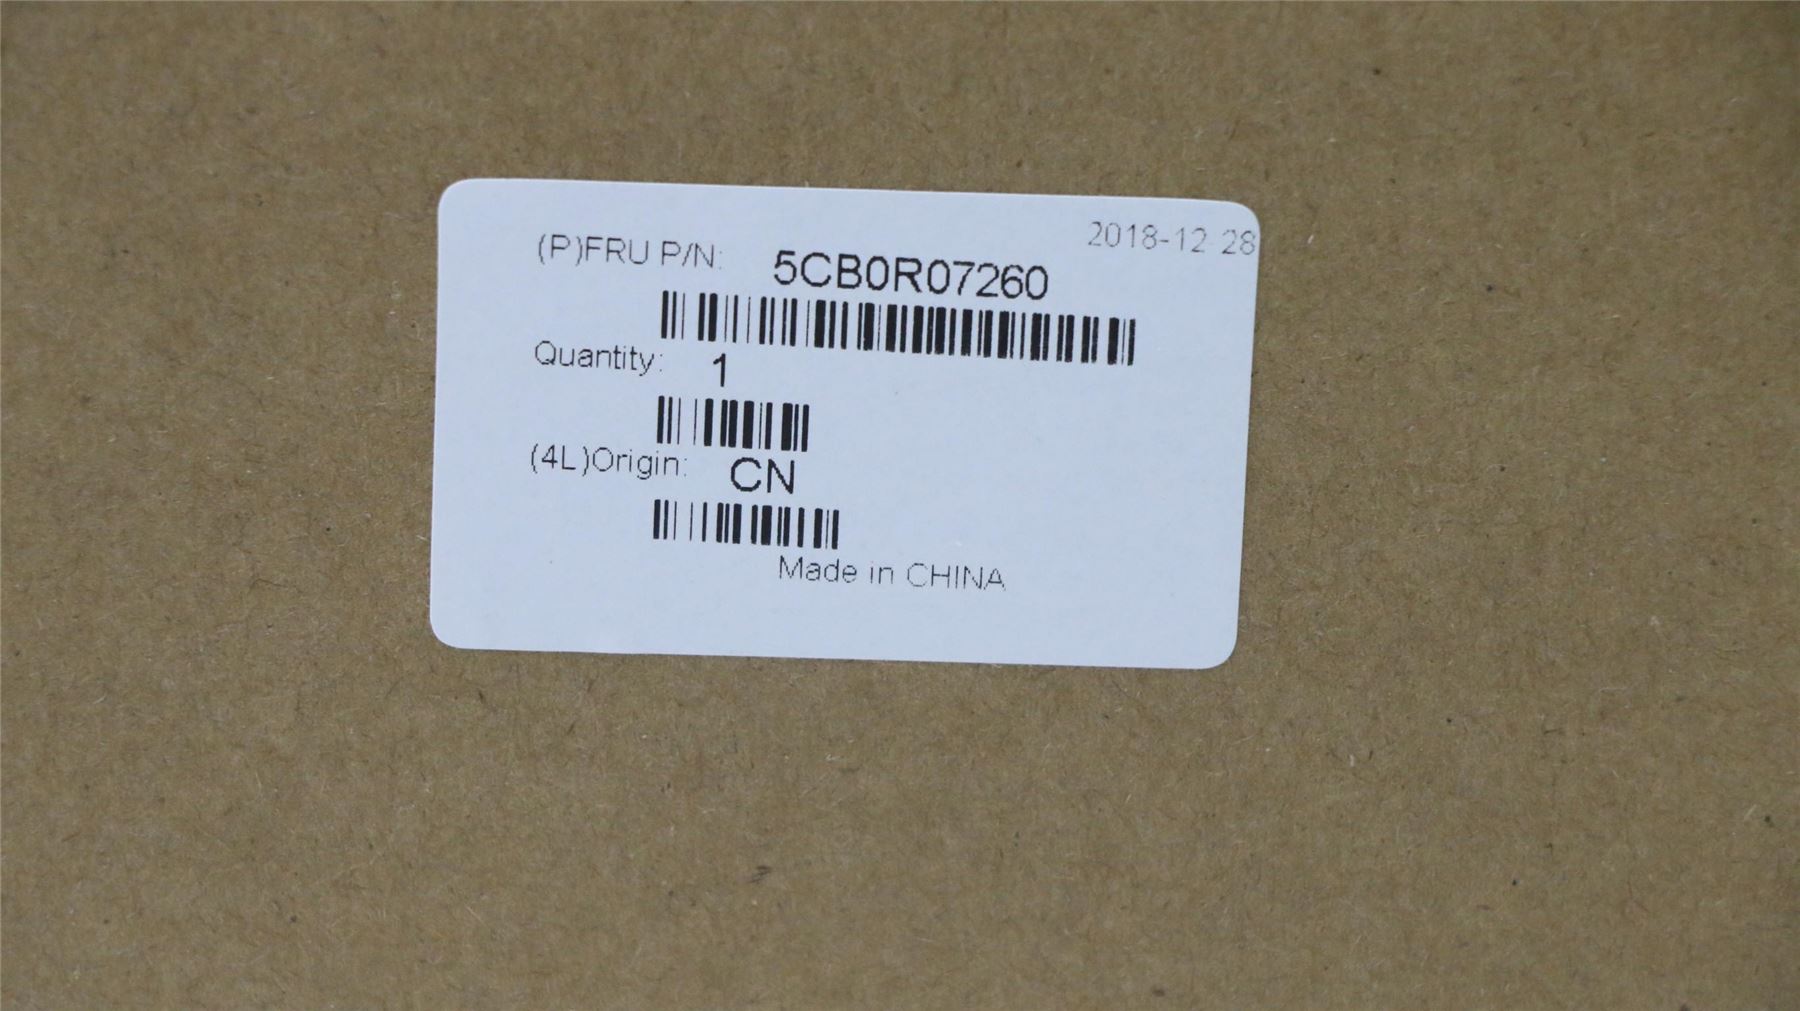 2018-12-28
(P)FRU P/N: 5CB0R07260
Quantity: 1
(4L)Origin: CN
Made in CHINA